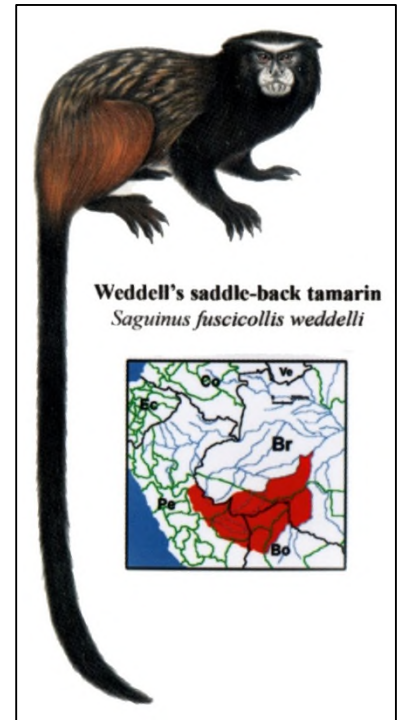 Weddell's saddle-back tamarin
Saguinus fuscicollis weddelli
Co
Ve
Ec
Br
Pe
Bo